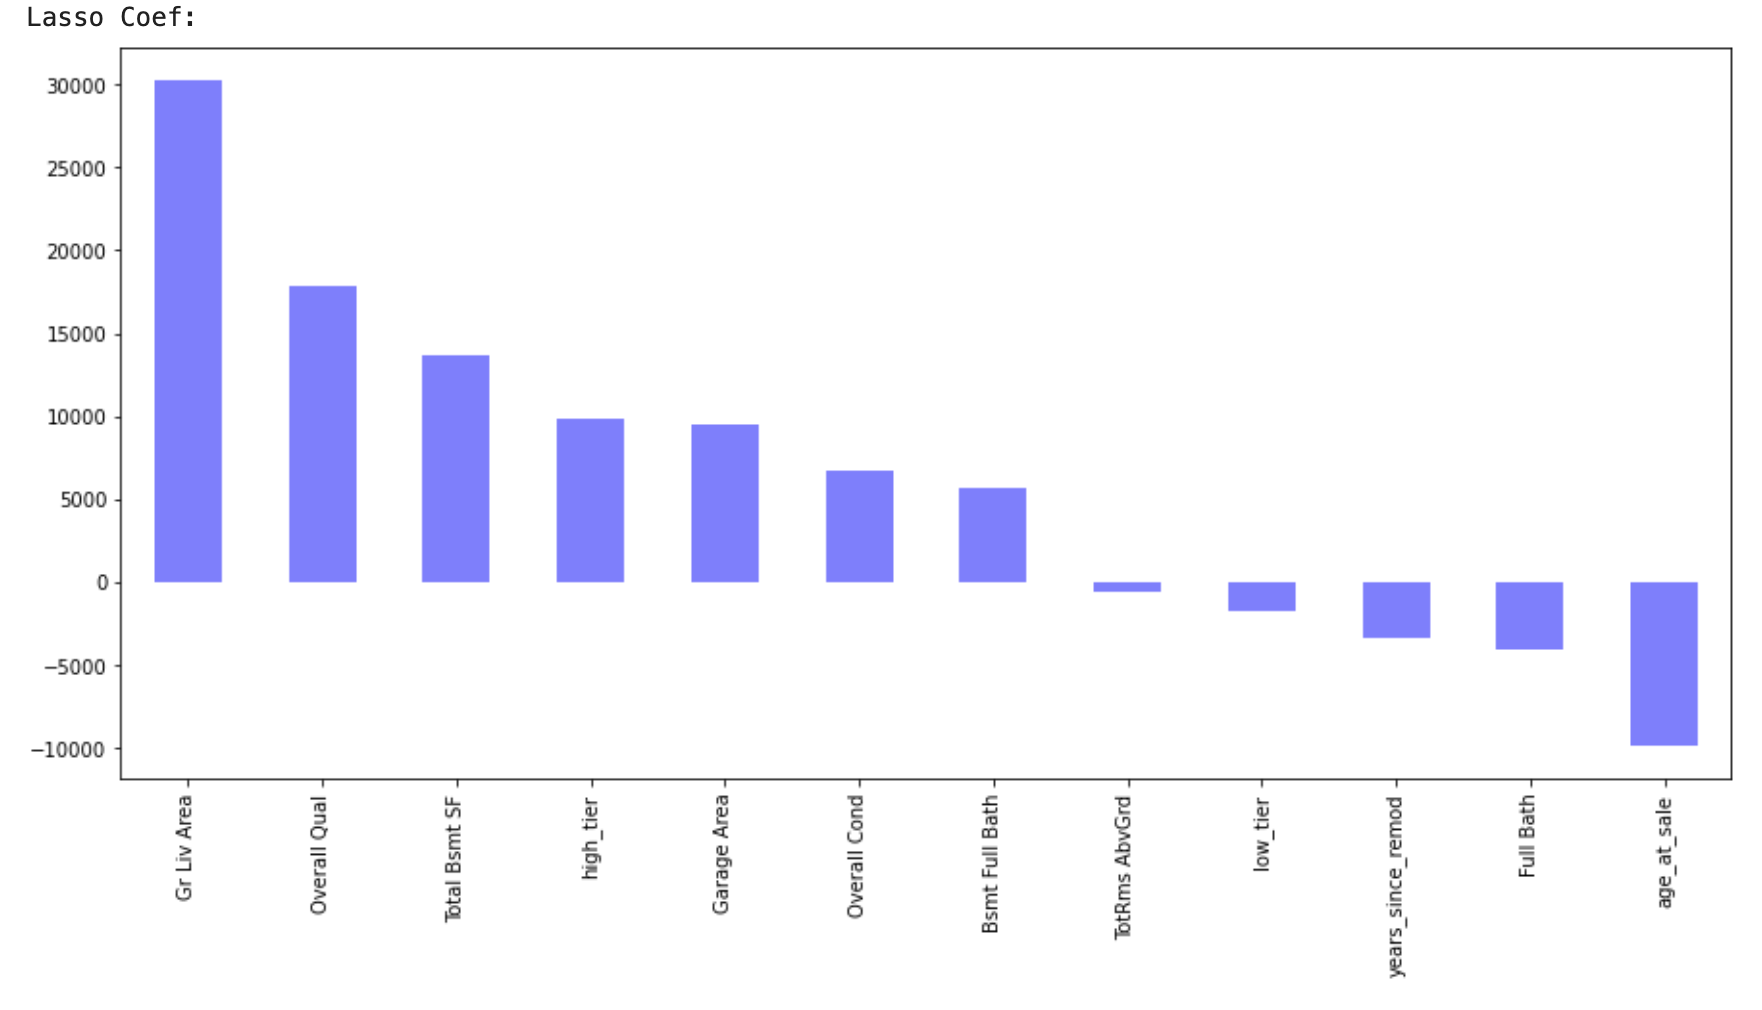 Lasso Coef:
30000
25000
20000
15000
10000
5000
0
−5000
−10000
Gr Liv Area
Overall Qual
Total Bsmt SF
high_tier
Garage Area
Overall Cond
Bsmt Full Bath
TotRms AbvGrd
low_tier
years_since_remod
Full Bath
age_at_sale